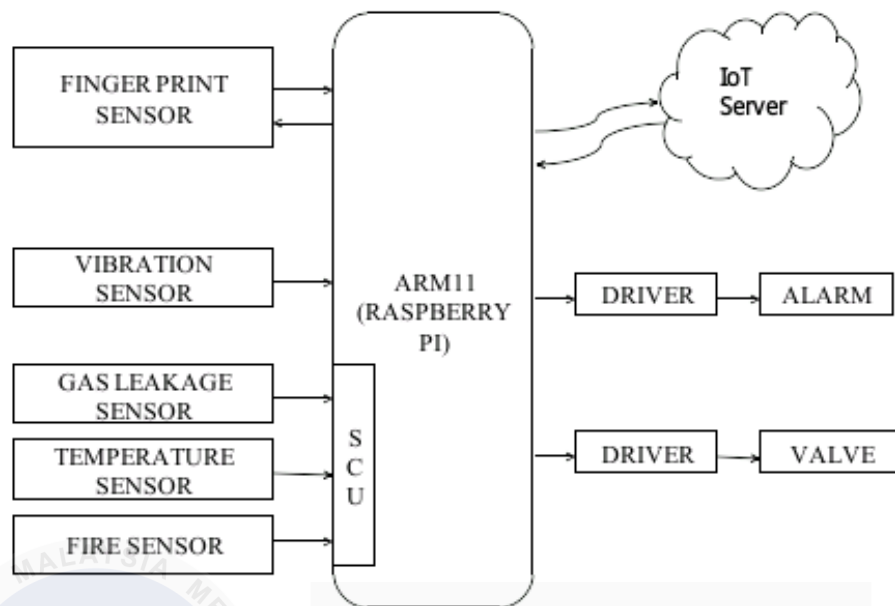 FINGER PRINT
SENSOR
IoT
Server
VIBRATION
SENSOR
ARM11
(RASPBERRY
PI)
DRIVER
ALARM
GAS LEAKAGE
SENSOR
S
C
U
TEMPERATURE
SENSOR
DRIVER
VALVE
FIRE SENSOR
MALAYSIA